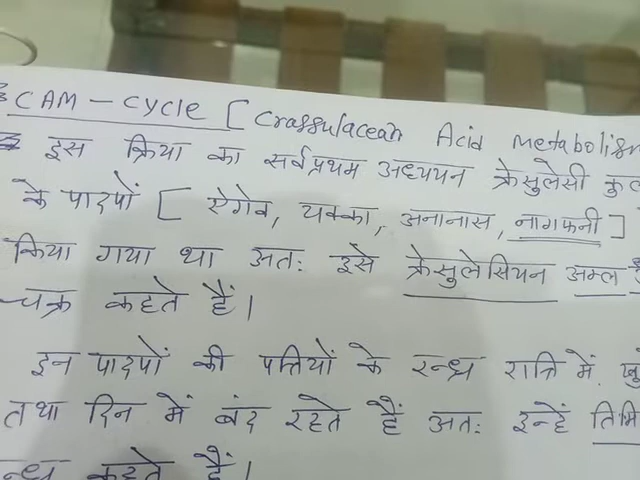 CAM - Cycle [ Crassulacean Acid Metabolism
इस क्रिया का सर्वप्रथम अध्ययन क्रेसुलेसी कुल
के पादपों [ ऐगेव, यक्का, अनानास, नागफनी ]
किया गया था अतः इसे क्रेसुलेसियन अम्ल
चक्र कहते हैं।
इन पादपों की पत्तियों के रन्ध्र रात्रि में
तथा दिन में बंद रहते हैं अतः इन्हें
कहते हैं।